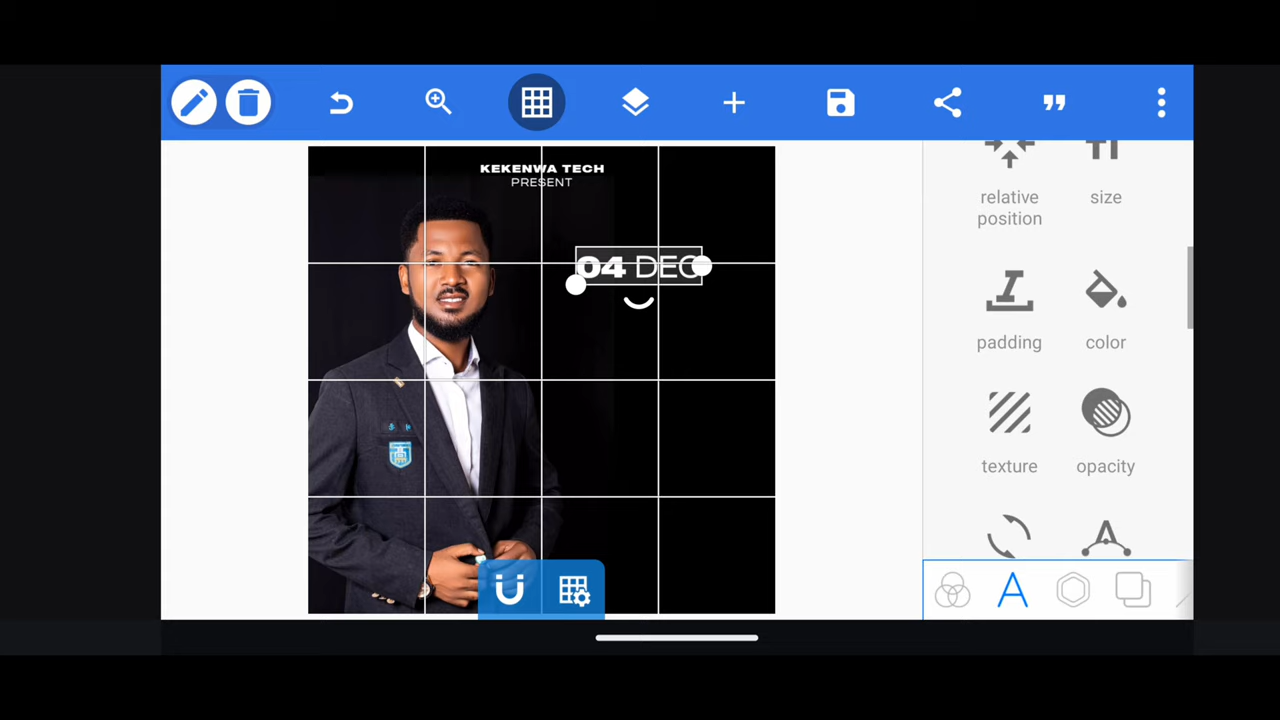 KEKENWA TECH
PRESENT
04 DEC
relative
position
size
padding
color
texture
opacity